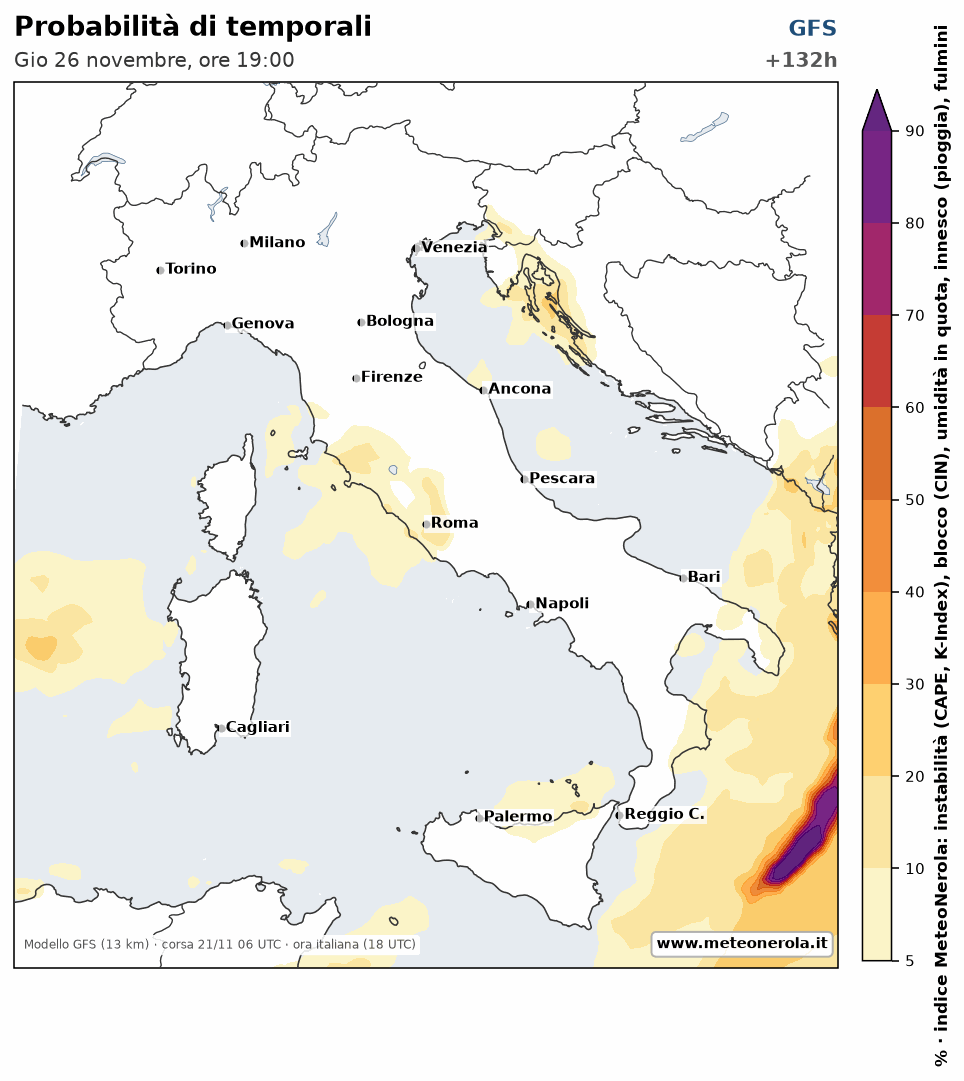 Probabilità di temporali
GFS
Gio 26 novembre, ore 19:00
+132h
Milano
Venezia
Torino
Genova
Bologna
Firenze
Ancona
Pescara
Roma
Bari
Napoli
Cagliari
Palermo
Reggio C.
Modello GFS (13 km) · corsa 21/11 06 UTC · ora italiana (18 UTC)
www.meteonerola.it
90
80
70
60
50
40
30
20
10
5
% · indice MeteoNerola: instabilità (CAPE, K-Index), blocco (CIN), umidità in quota, innesco (pioggia), fulmini